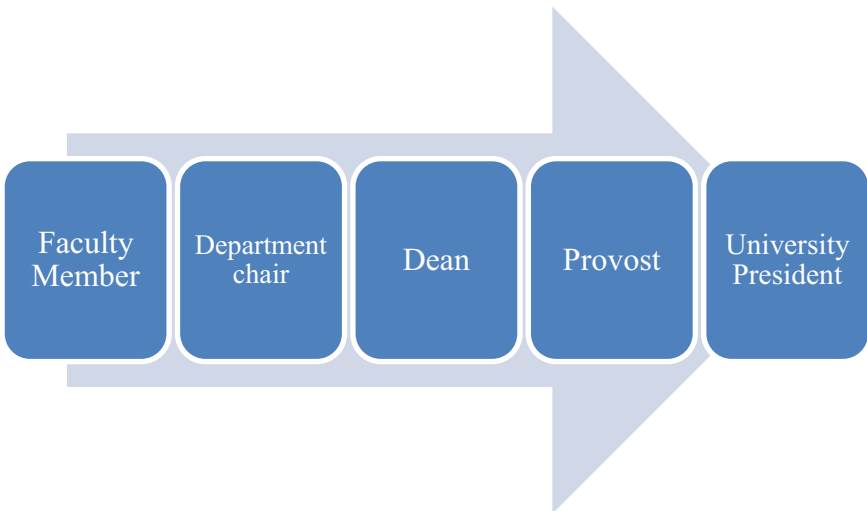 Faculty
Member
Department
chair
Dean
Provost
University
President